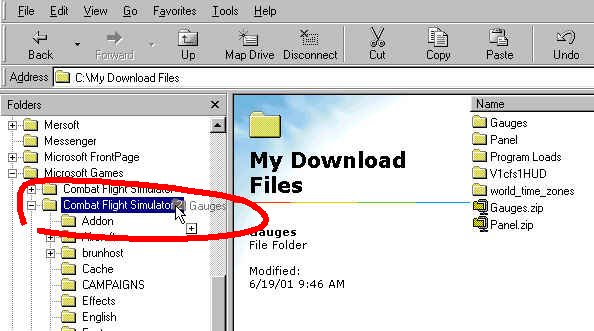 File Edit View Go Favorites Tools Help
Back Forward Up Map Drive Disconnect Cut Copy Paste Undo
Address C:\My Download Files
Folders
Mersoft
Messenger
Microsoft FrontPage
Microsoft Games
Combat Flight Simulator
Combat Flight Simulator Gauges
Addon
brunhost
Cache
CAMPAIGNS
Effects
English
My Download
Files
Gauges
File Folder
Modified:
6/19/01 9:46 AM
Name
Gauges
Panel
Program Loads
V1cfs1HUD
world_time_zones
Gauges.zip
Panel.zip